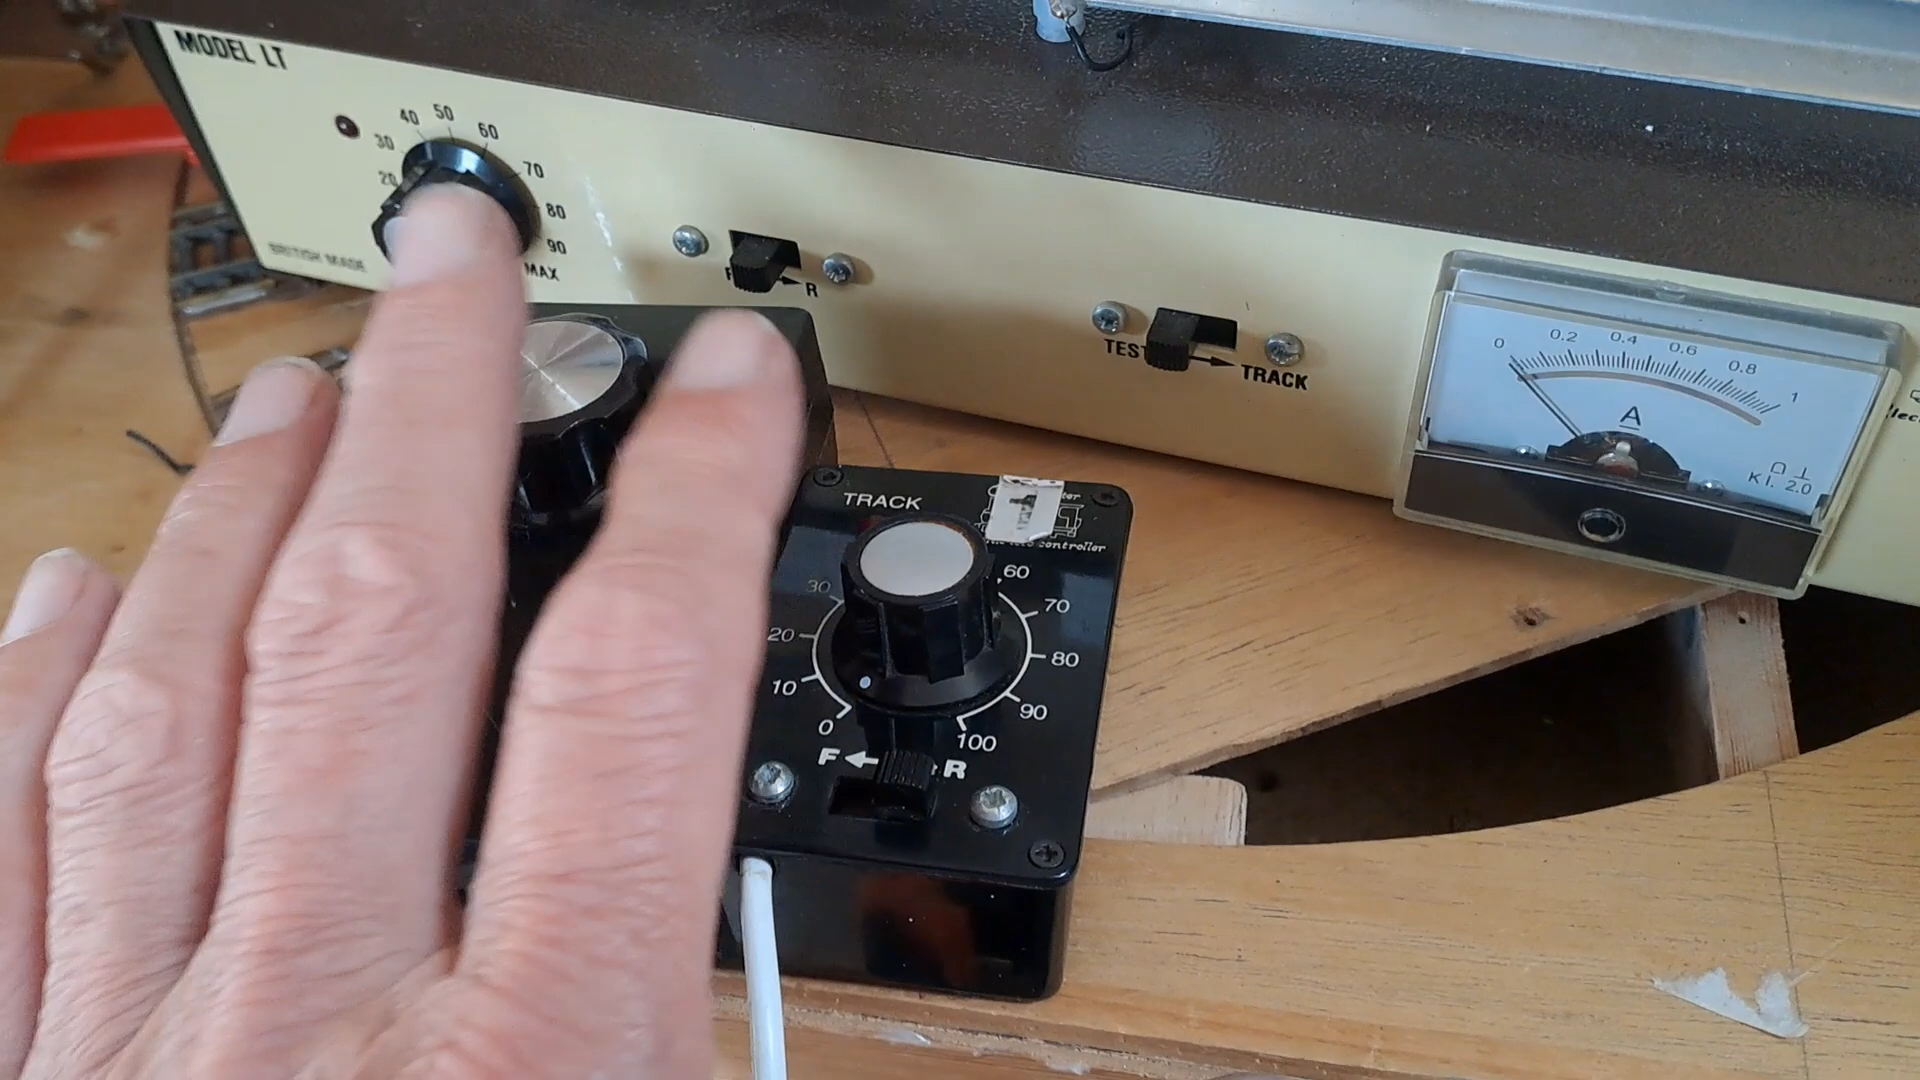 MODEL LT
40 50 60
30 70
20 80
90
BRITISH MADE MAX
R
TEST TRACK
0 0.2 0.4 0.6 0.8 1
A
Kl. 2.0
TRACK
controller
30 60
20 70
10 80
0 90
100
F R